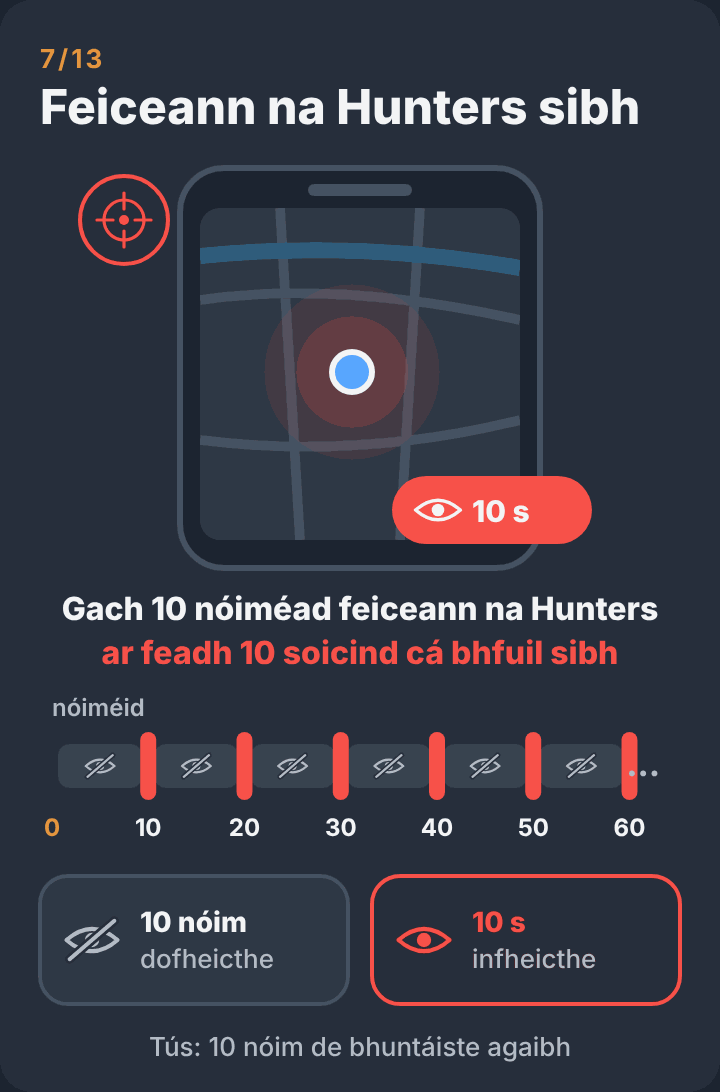 7/13
Feiceann na Hunters sibh
10 s
Gach 10 nóiméad feiceann na Hunters
ar feadh 10 soicind cá bhfuil sibh
nóiméid
...
0 10 20 30 40 50 60
10 nóim
dofheicthe
10 s
infheicthe
Tús: 10 nóim de bhuntáiste agaibh